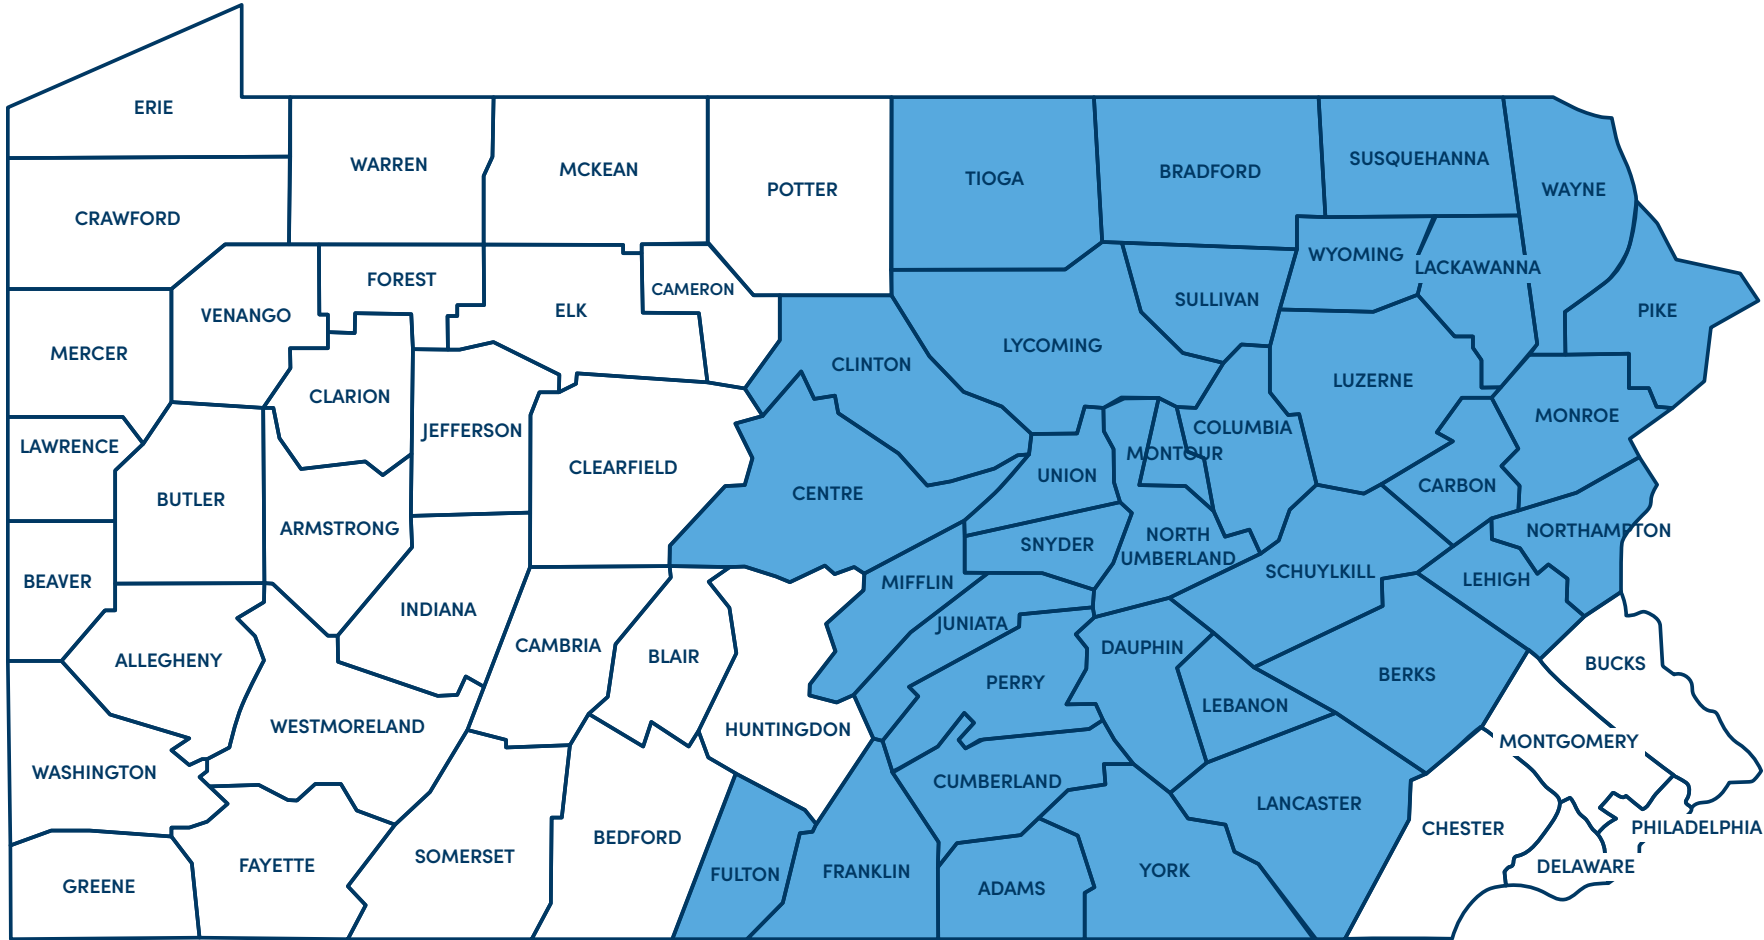 ERIE
WARREN
MCKEAN
POTTER
TIOGA
BRADFORD
SUSQUEHANNA
WAYNE
CRAWFORD
FOREST
VENANGO
ELK
CAMERON
WYOMING
LACKAWANNA
SULLIVAN
PIKE
MERCER
CLARION
CLINTON
LYCOMING
LUZERNE
LAWRENCE
JEFFERSON
CLEARFIELD
COLUMBIA
MONROE
MONTOUR
UNION
CENTRE
CARBON
BUTLER
ARMSTRONG
NORTHAMPTON
SNYDER
NORTH
UMBERLAND
BEAVER
MIFFLIN
SCHUYLKILL
LEHIGH
INDIANA
JUNIATA
ALLEGHENY
CAMBRIA
BLAIR
DAUPHIN
BUCKS
PERRY
BERKS
LEBANON
WESTMORELAND
HUNTINGDON
MONTGOMERY
WASHINGTON
CUMBERLAND
LANCASTER
BEDFORD
CHESTER
PHILADELPHIA
SOMERSET
FAYETTE
GREENE
FULTON
FRANKLIN
ADAMS
YORK
DELAWARE